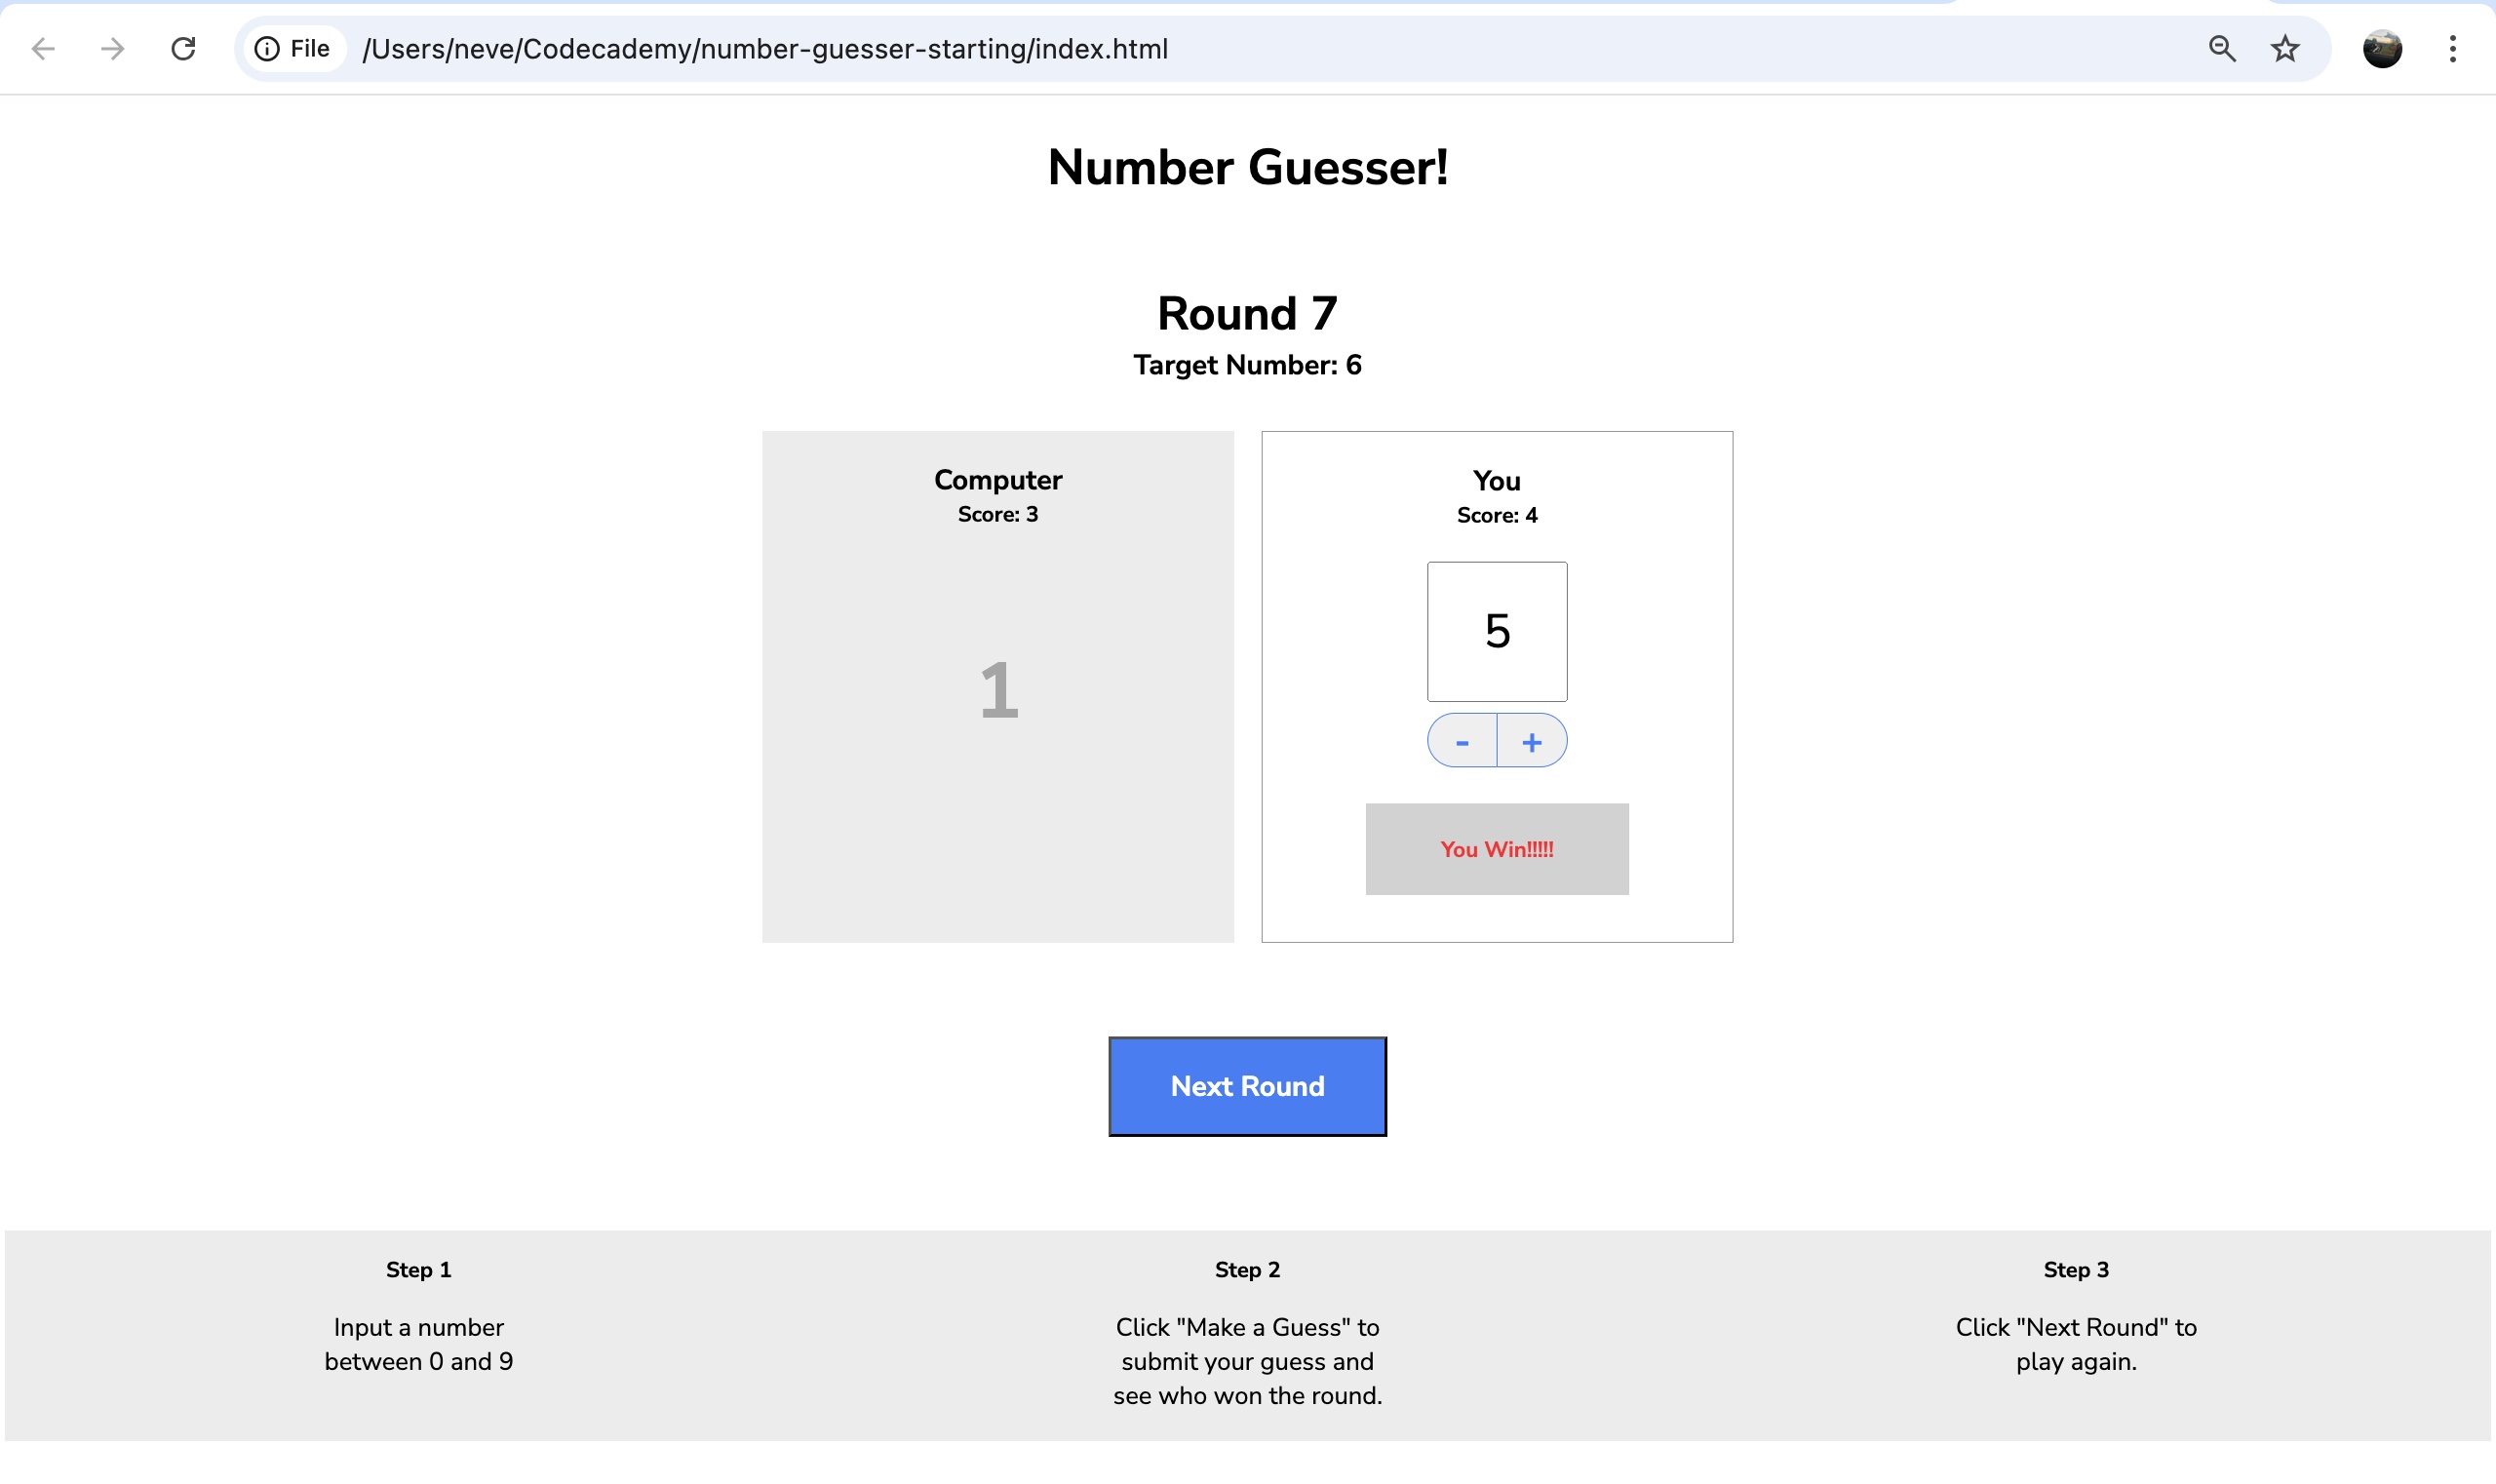 File /Users/neve/Codecademy/number-guesser-starting/index.html
Number Guesser!
Round 7
Target Number: 6
Computer
Score: 3
1
You
Score: 4
5
- +
You Win!!!!!
Next Round
Step 1
Input a number
between 0 and 9
Step 2
Click "Make a Guess" to
submit your guess and
see who won the round.
Step 3
Click "Next Round" to
play again.